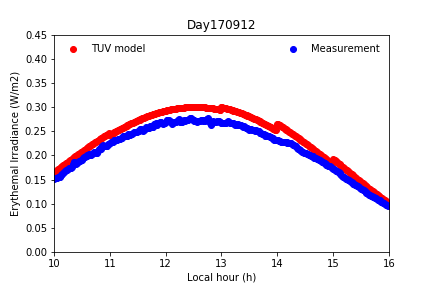 Day170912
TUV model
Measurement
Erythemal Irradiance (W/m2)
0.45
0.40
0.35
0.30
0.25
0.20
0.15
0.10
0.05
0.00
10 11 12 13 14 15 16
Local hour (h)